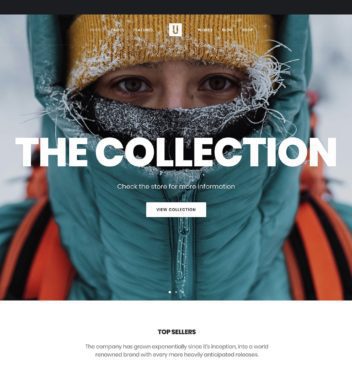 U
THE COLLECTION
Check the store for more information
VIEW COLLECTION
TOP SELLERS
The company has grown exponentially since it's inception, into a world
renowned brand with every more heavily anticipated releases.